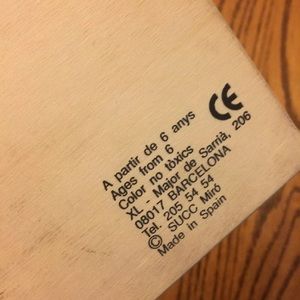 CE
A partir de 6 anys
Ages from 6
Color no tòxics
XL - Major de Sarrià, 206
08017 BARCELONA
Tel. 205 54 54
© SUCC Miró
Made in Spain